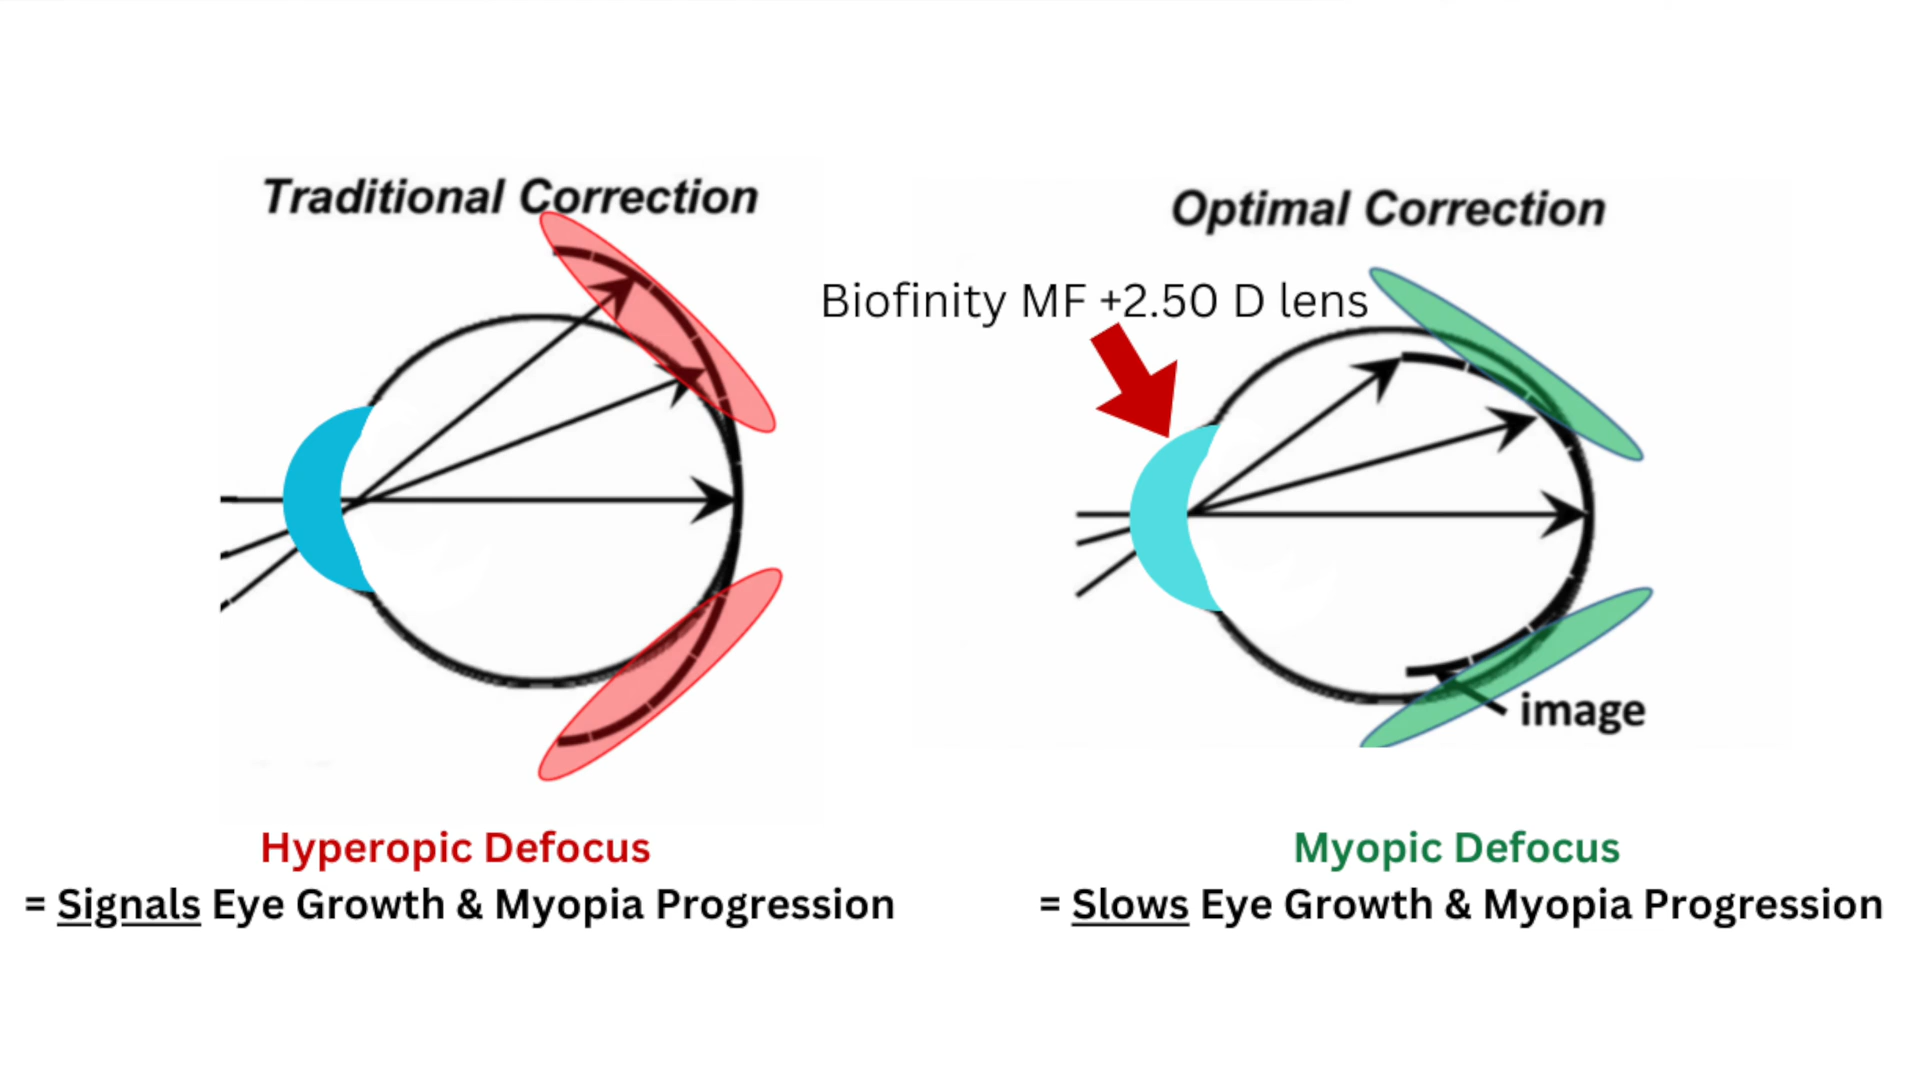 Traditional Correction
Optimal Correction
Biofinity MF +2.50 D lens
image
Hyperopic Defocus
= Signals Eye Growth & Myopia Progression
Myopic Defocus
= Slows Eye Growth & Myopia Progression